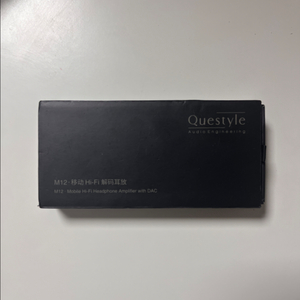 Questyle
audio engineering
M12 · 移动 Hi-Fi 解码耳放
M12 · Mobile Hi-Fi Headphone Amplifier with DAC